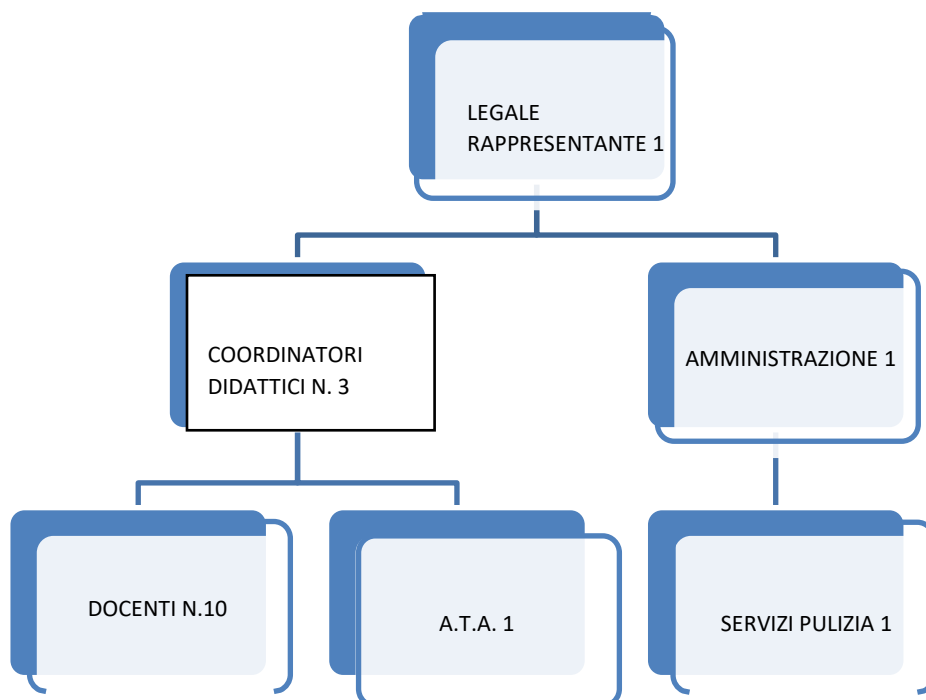 LEGALE
RAPPRESENTANTE 1
COORDINATORI
DIDATTICI N. 3
AMMINISTRAZIONE 1
DOCENTI N.10
A.T.A. 1
SERVIZI PULIZIA 1